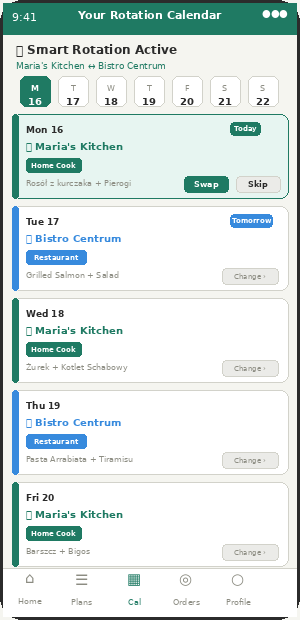 9:41
Your Rotation Calendar
Smart Rotation Active
Maria's Kitchen ↔ Bistro Centrum
M T W T F S S
16 17 18 19 20 21 22
Mon 16
Today
Maria's Kitchen
Home Cook
Rosół z kurczaka + Pierogi
Swap
Skip
Tue 17
Tomorrow
Bistro Centrum
Restaurant
Grilled Salmon + Salad
Change ›
Wed 18
Maria's Kitchen
Home Cook
Żurek + Kotlet Schabowy
Change ›
Thu 19
Bistro Centrum
Restaurant
Pasta Arrabiata + Tiramisu
Change ›
Fri 20
Maria's Kitchen
Home Cook
Barszcz + Bigos
Change ›
Home
Plans
Cal
Orders
Profile